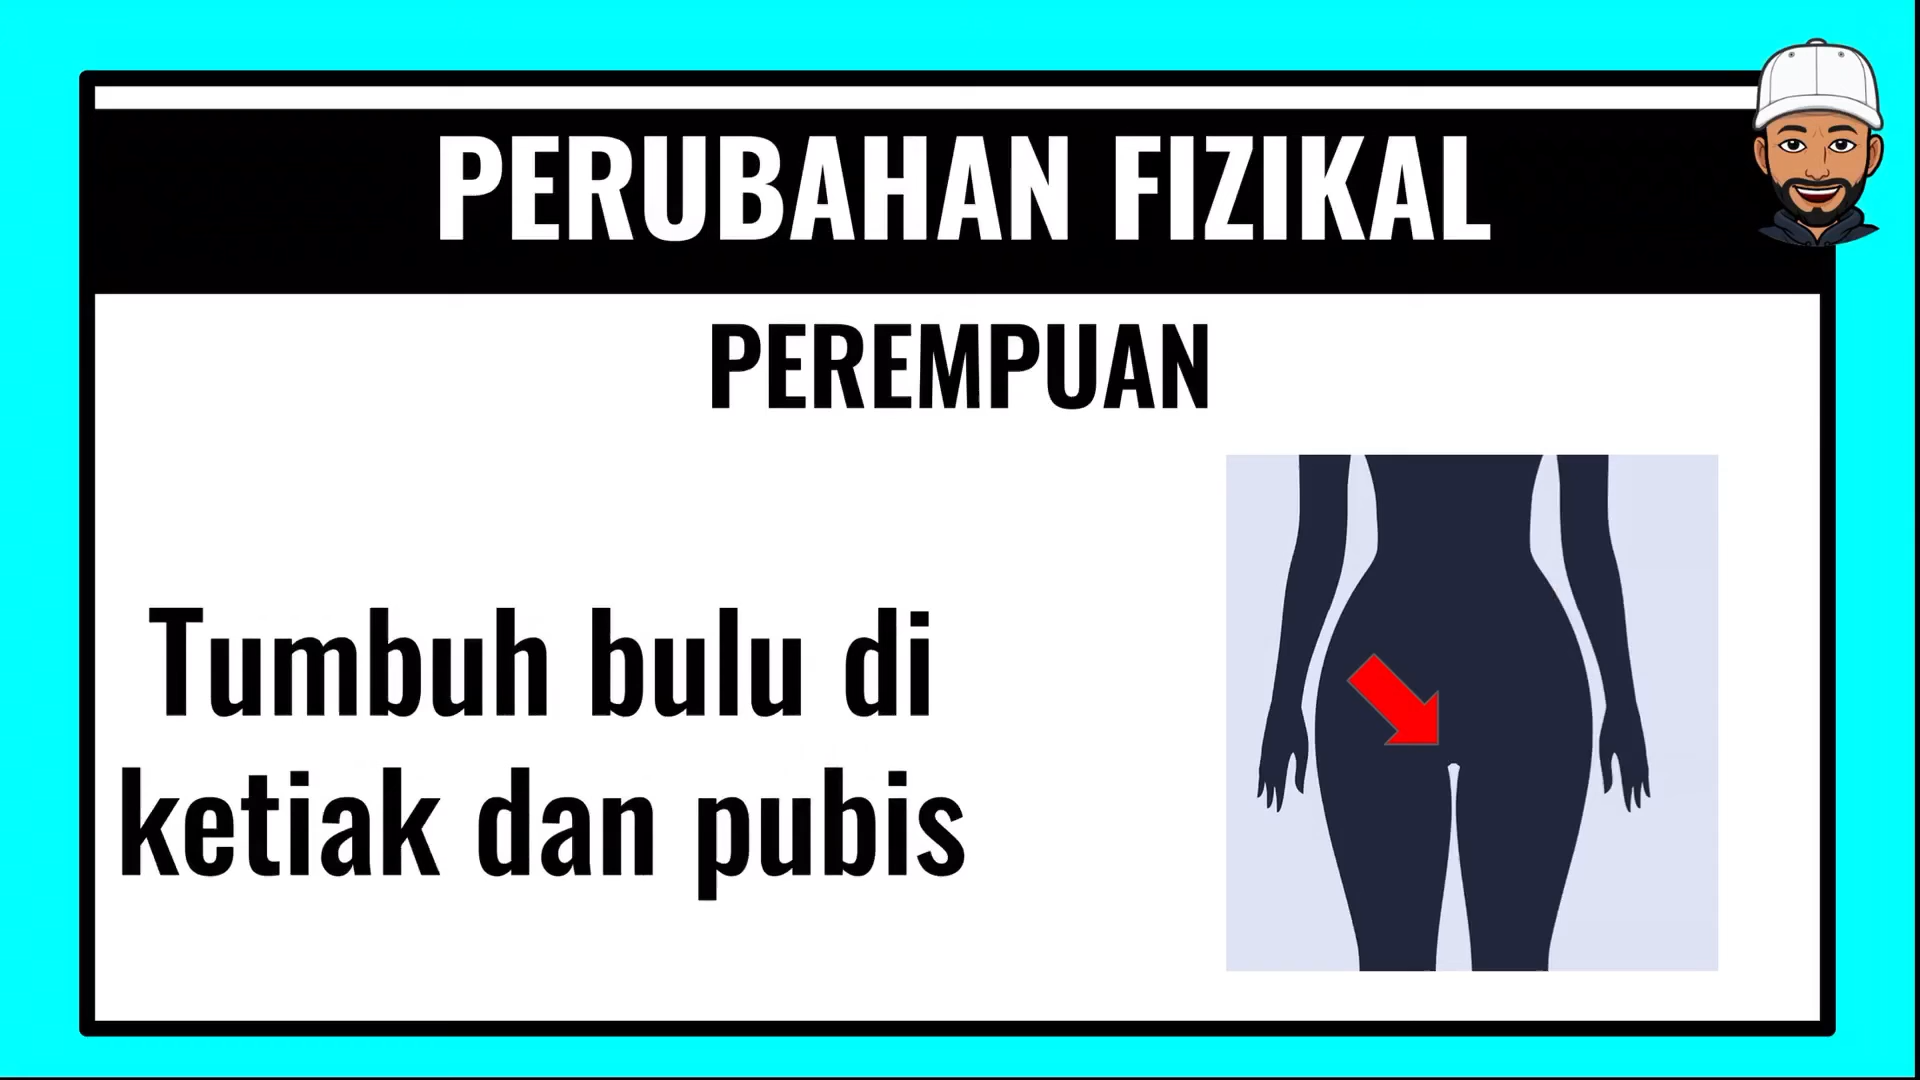 PERUBAHAN FIZIKAL
PEREMPUAN
Tumbuh bulu di
ketiak dan pubis